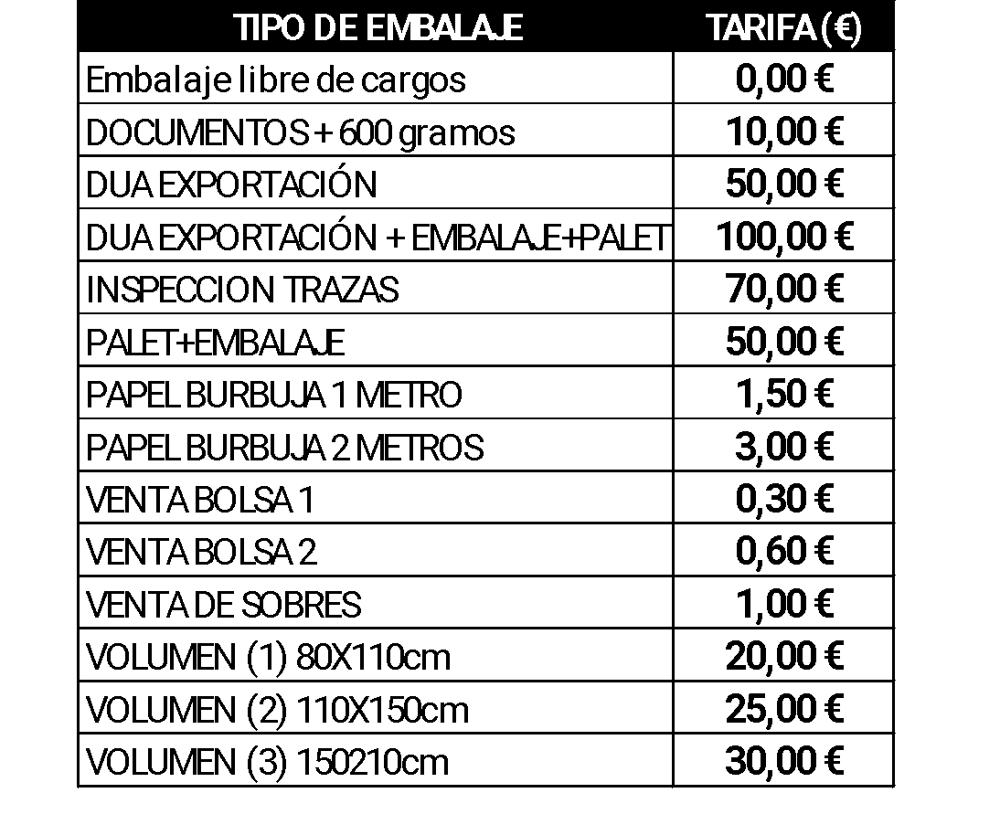 TIPO DE EMBALAJE TARIFA (€)
Embalaje libre de cargos 0,00 €
DOCUMENTOS + 600 gramos 10,00 €
DUA EXPORTACIÓN 50,00 €
DUA EXPORTACIÓN + EMBALAJE+PALET 100,00 €
INSPECCION TRAZAS 70,00 €
PALET+EMBALAJE 50,00 €
PAPEL BURBUJA 1 METRO 1,50 €
PAPEL BURBUJA 2 METROS 3,00 €
VENTA BOLSA 1 0,30 €
VENTA BOLSA 2 0,60 €
VENTA DE SOBRES 1,00 €
VOLUMEN (1) 80X110cm 20,00 €
VOLUMEN (2) 110X150cm 25,00 €
VOLUMEN (3) 150210cm 30,00 €